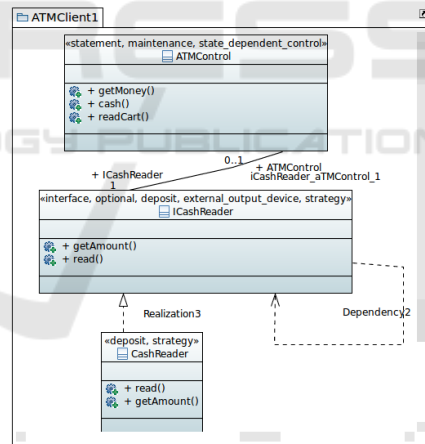 ATMClient1
«statement, maintenance, state_dependent_control»
ATMControl
+ getMoney()
+ cash()
+ readCart()
0..1
+ ATMControl
+ ICashReader
iCashReader_aTMControl_1
1
«interface, optional, deposit, external_output_device, strategy»
ICashReader
+ getAmount()
+ read()
Realization3
Dependency2
«deposit, strategy»
CashReader
+ read()
+ getAmount()